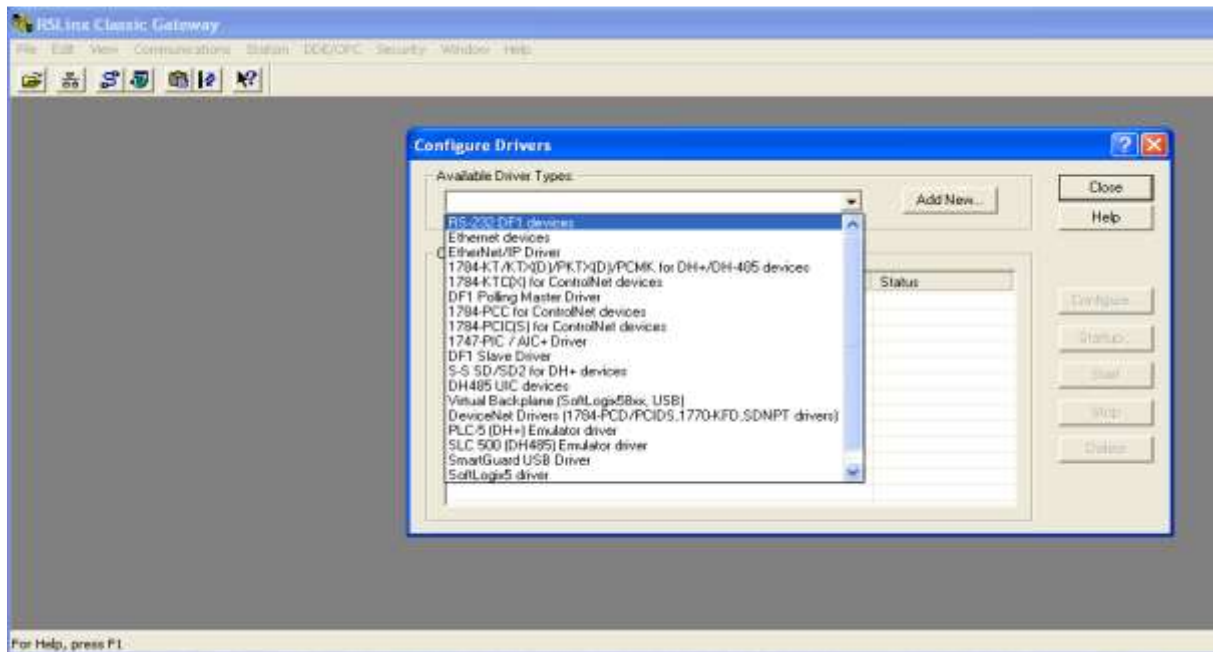 RSLinx Classic Gateway
File Edit View Communications Station DDE/OPC Security Window Help
Configure Drivers
Available Driver Types:
Add New...
Close
Help
RS-232 DF1 devices
Ethernet devices
EtherNet/IP Driver
1784-KT/KTX(D)/PKTX(D)/PCMK for DH+/DH-485 devices
1784-KTC(X) for ControlNet devices
DF1 Polling Master Driver
1784-PCC for ControlNet devices
1784-PCIC(S) for ControlNet devices
1747-PIC / AIC+ Driver
DF1 Slave Driver
S-S SD/SD2 for DH+ devices
DH485 UIC devices
Virtual Backplane (SoftLogix58xx, USB)
DeviceNet Drivers (1784-PCD/PCIDS,1770-KFD,SDNPT drivers)
PLC-5 (DH+) Emulator driver
SLC 500 (DH485) Emulator driver
SmartGuard USB Driver
SoftLogix5 driver
Status
Configure...
Startup...
Start
Stop
Delete
For Help, press F1